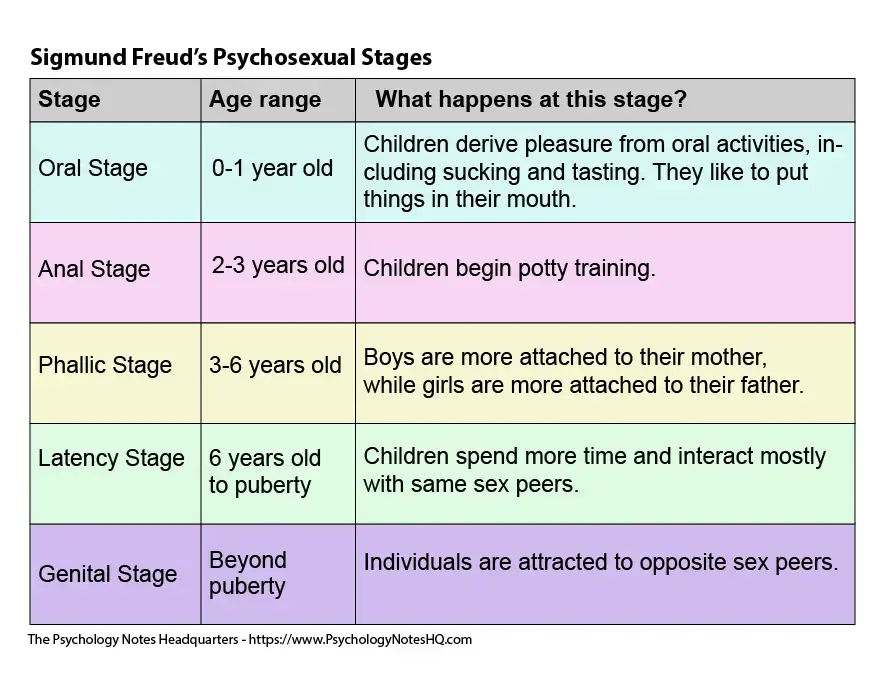 Sigmund Freud’s Psychosexual Stages
Stage
Age range
What happens at this stage?
Oral Stage
0-1 year old
Children derive pleasure from oral activities, in-
cluding sucking and tasting. They like to put
things in their mouth.
Anal Stage
2-3 years old
Children begin potty training.
Phallic Stage
3-6 years old
Boys are more attached to their mother,
while girls are more attached to their father.
Latency Stage
6 years old
to puberty
Children spend more time and interact mostly
with same sex peers.
Genital Stage
Beyond
puberty
Individuals are attracted to opposite sex peers.
The Psychology Notes Headquarters - https://www.PsychologyNotesHQ.com